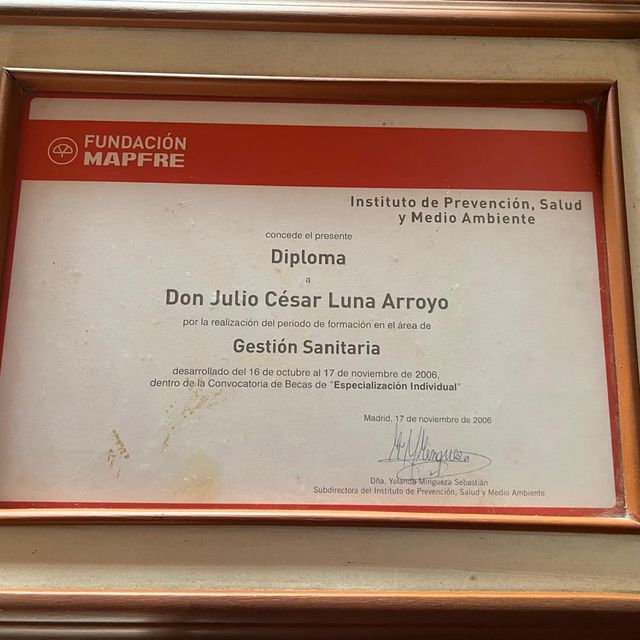 FUNDACIÓN
MAPFRE
Instituto de Prevención, Salud
y Medio Ambiente
concede el presente
Diploma
a
Don Julio César Luna Arroyo
por la realización del periodo de formación en el área de
Gestión Sanitaria
desarrollado del 16 de octubre al 17 de noviembre de 2006,
dentro de la Convocatoria de Becas de "Especialización Individual"
Madrid, 17 de noviembre de 2006
Dña. Yolanda Mingueza Sebastián
Subdirectora del Instituto de Prevención, Salud y Medio Ambiente